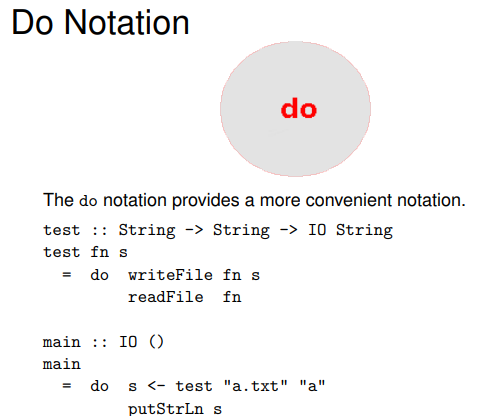 Do Notation
do
The do notation provides a more convenient notation.
test :: String -> String -> IO String
test fn s
  =  do  writeFile fn s
         readFile  fn
main :: IO ()
main
  =  do  s <- test "a.txt" "a"
         putStrLn s